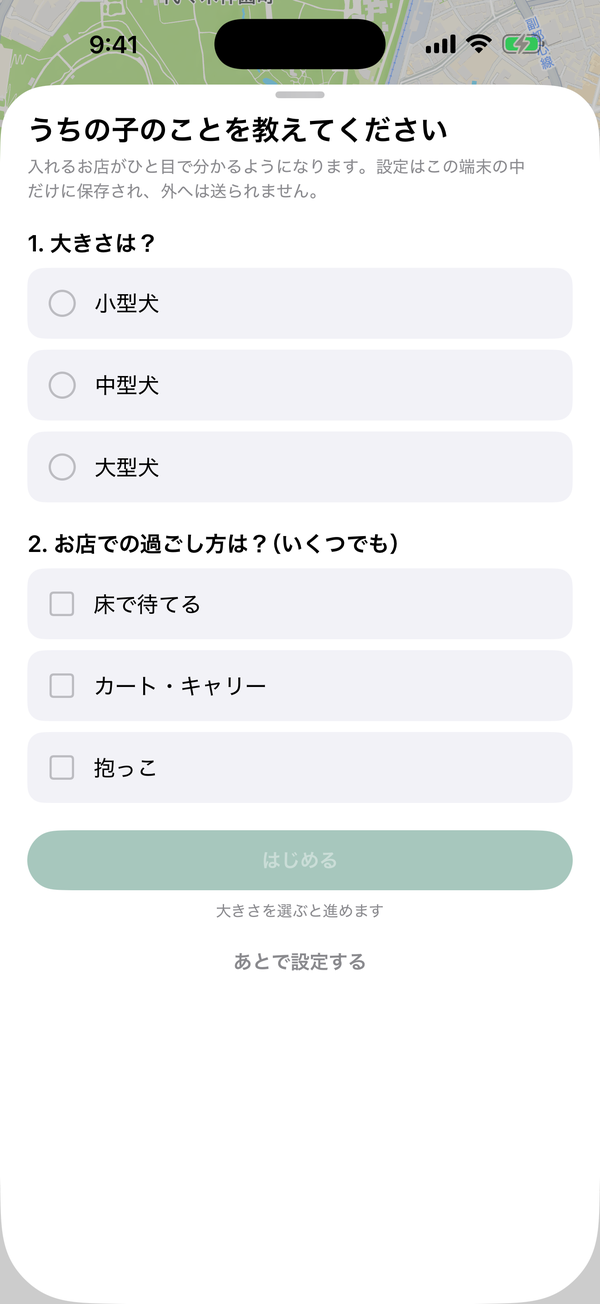 9:41
うちの子のことを教えてください
入れるお店がひと目で分かるようになります。設定はこの端末の中
だけに保存され、外へは送られません。
1. 大きさは？
小型犬
中型犬
大型犬
2. お店での過ごし方は？（いくつでも）
床で待てる
カート・キャリー
抱っこ
はじめる
大きさを選ぶと進めます
あとで設定する